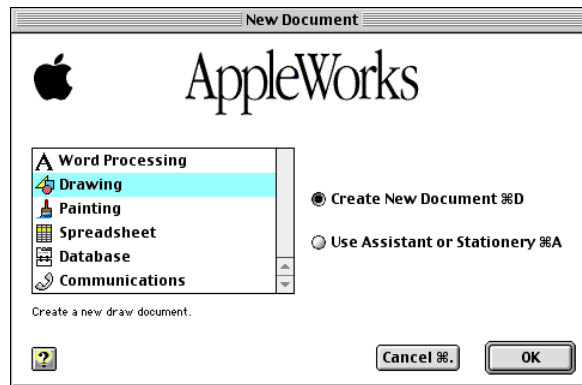 New Document
AppleWorks
Word Processing
Drawing
Painting
Spreadsheet
Database
Communications
Create New Document ⌘D
Use Assistant or Stationery ⌘A
Create a new draw document.
?
Cancel ⌘.
OK